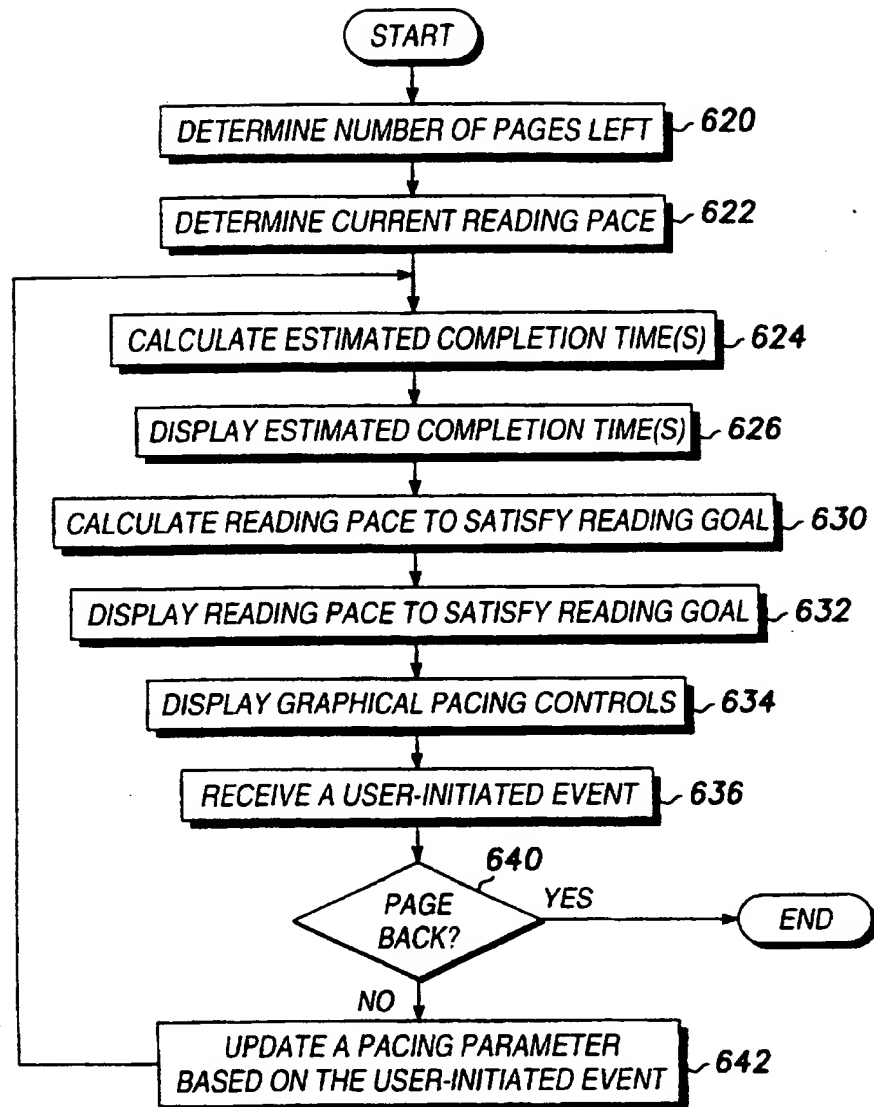 START
DETERMINE NUMBER OF PAGES LEFT 620
DETERMINE CURRENT READING PACE 622
CALCULATE ESTIMATED COMPLETION TIME(S) 624
DISPLAY ESTIMATED COMPLETION TIME(S) 626
CALCULATE READING PACE TO SATISFY READING GOAL 630
DISPLAY READING PACE TO SATISFY READING GOAL 632
DISPLAY GRAPHICAL PACING CONTROLS 634
RECEIVE A USER-INITIATED EVENT 636
640
PAGE
BACK?
YES
END
NO
UPDATE A PACING PARAMETER
BASED ON THE USER-INITIATED EVENT 642